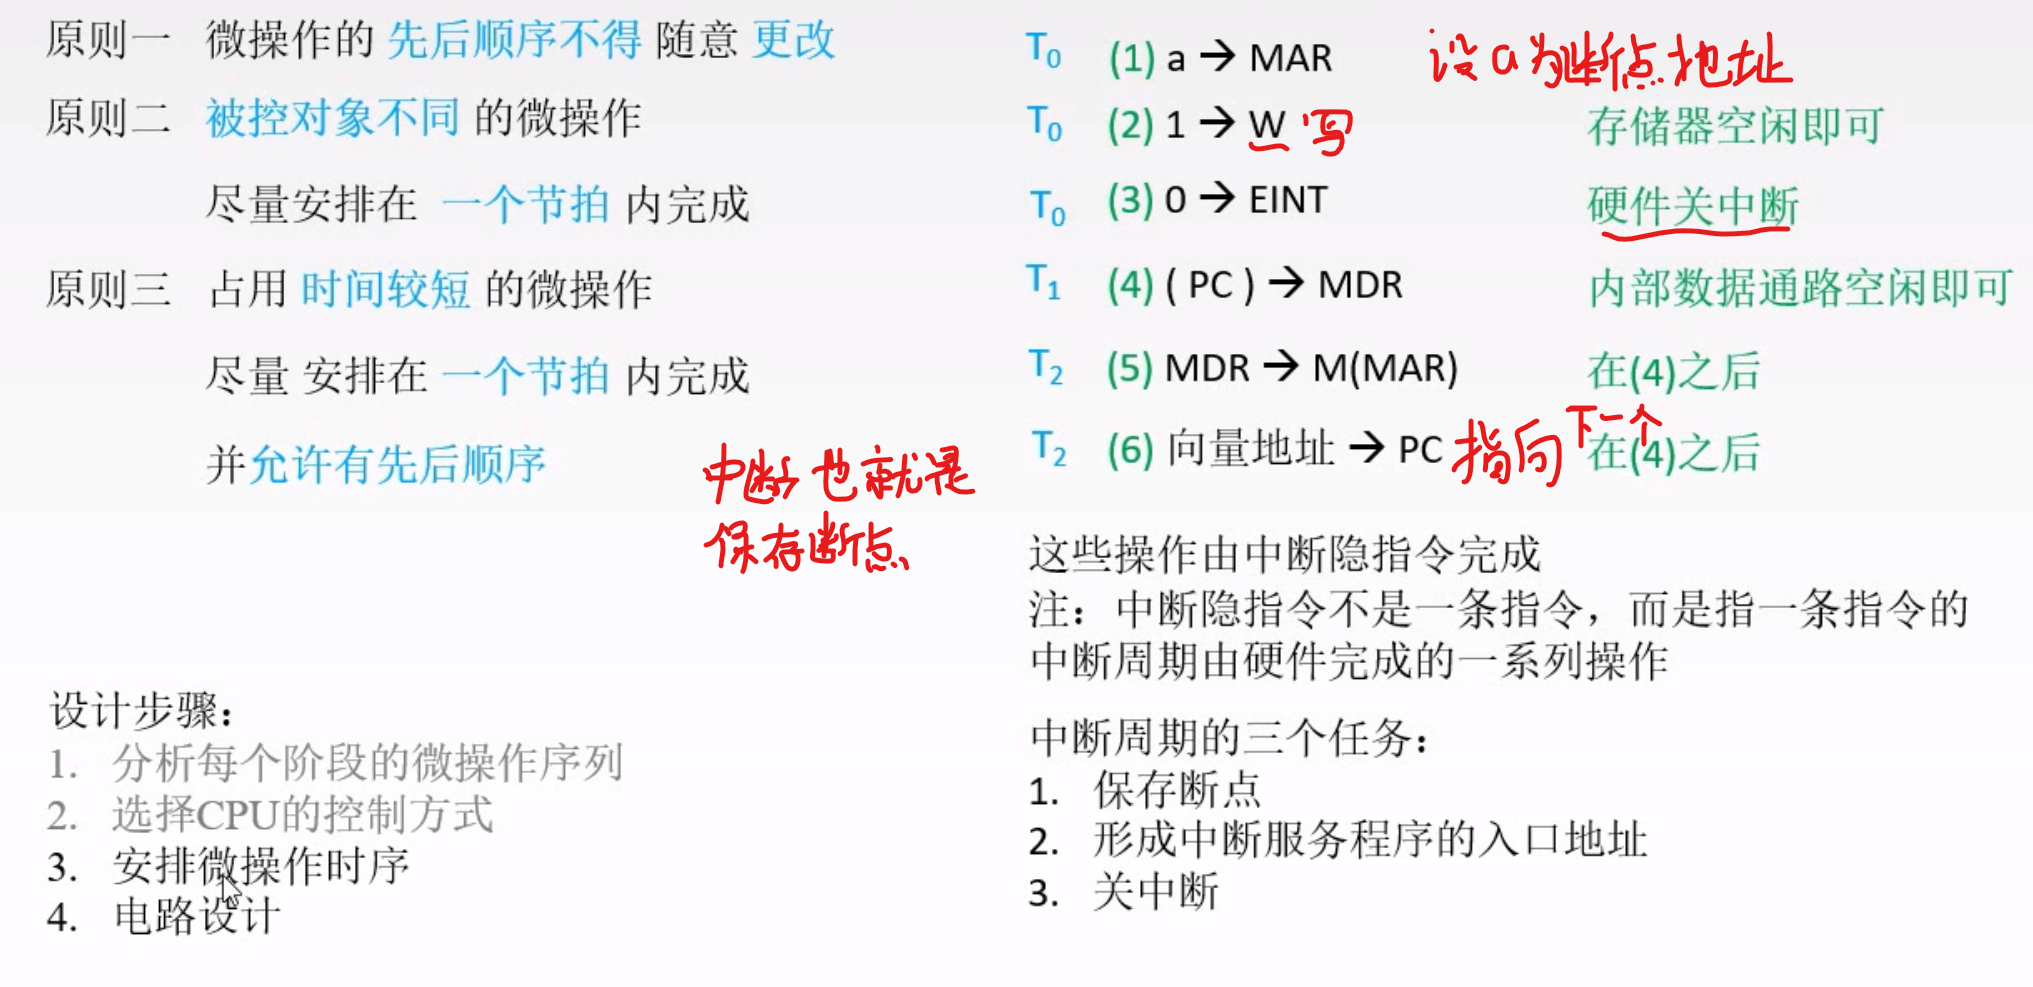 原则一 微操作的 先后顺序不得 随意 更改
原则二 被控对象不同 的微操作
尽量安排在 一个节拍 内完成
原则三 占用 时间较短 的微操作
尽量 安排在 一个节拍 内完成
并允许有先后顺序
中断也就是
保存断点
设计步骤：
1. 分析每个阶段的微操作序列
2. 选择CPU的控制方式
3. 安排微操作时序
4. 电路设计
T0 (1) a → MAR 设a为断点地址
T0 (2) 1 → W 写 存储器空闲即可
T0 (3) 0 → EINT 硬件关中断
T1 (4) ( PC ) → MDR 内部数据通路空闲即可
T2 (5) MDR → M(MAR) 在(4)之后
T2 (6) 向量地址 → PC 指向下一个 在(4)之后
这些操作由中断隐指令完成
注：中断隐指令不是一条指令，而是指一条指令的
中断周期由硬件完成的一系列操作
中断周期的三个任务：
1. 保存断点
2. 形成中断服务程序的入口地址
3. 关中断